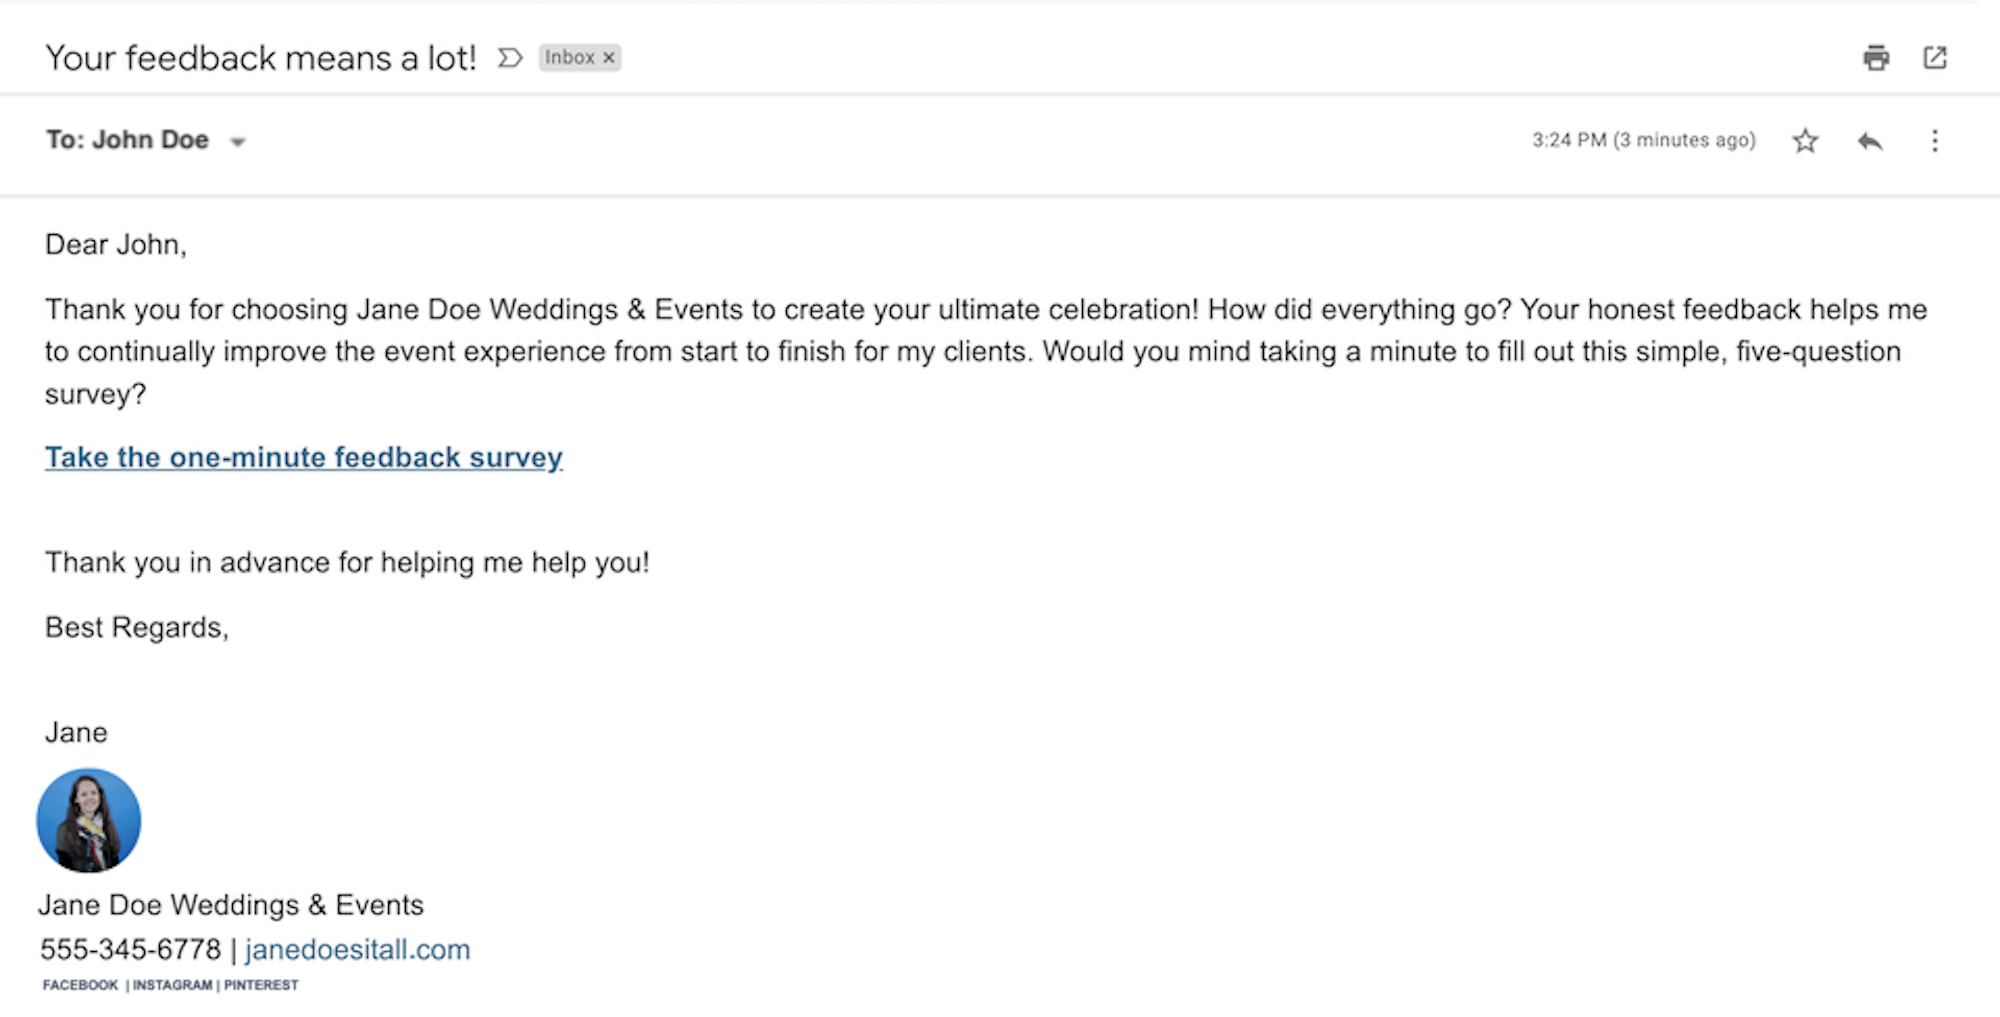 Your feedback means a lot! Inbox ×
To: John Doe
3:24 PM (3 minutes ago)
Dear John,
Thank you for choosing Jane Doe Weddings & Events to create your ultimate celebration! How did everything go? Your honest feedback helps me
to continually improve the event experience from start to finish for my clients. Would you mind taking a minute to fill out this simple, five-question
survey?
Take the one-minute feedback survey
Thank you in advance for helping me help you!
Best Regards,
Jane
Jane Doe Weddings & Events
555-345-6778 | janedoesitall.com
FACEBOOK | INSTAGRAM | PINTEREST